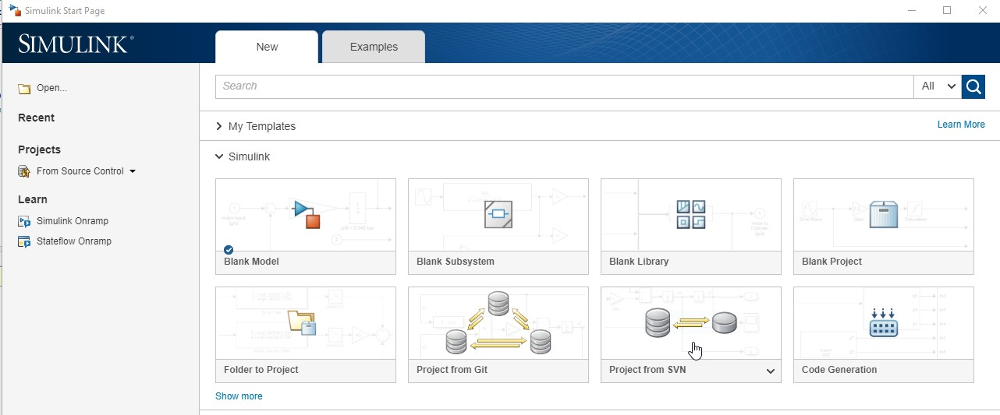 Simulink Start Page
SIMULINK®
New
Examples
Open...
Recent
Projects
From Source Control
Learn
Simulink Onramp
Stateflow Onramp
Search
All
My Templates
Learn More
Simulink
Blank Model
Blank Subsystem
Blank Library
Blank Project
Folder to Project
Project from Git
Project from SVN
Code Generation
Show more